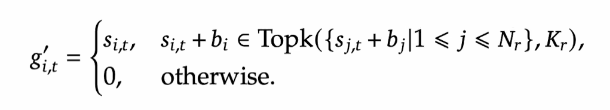 g′_{i,t} = { s_{i,t}, s_{i,t} + b_i ∈ Topk({s_{j,t} + b_j | 1 ⩽ j ⩽ N_r}, K_r),
0, otherwise.